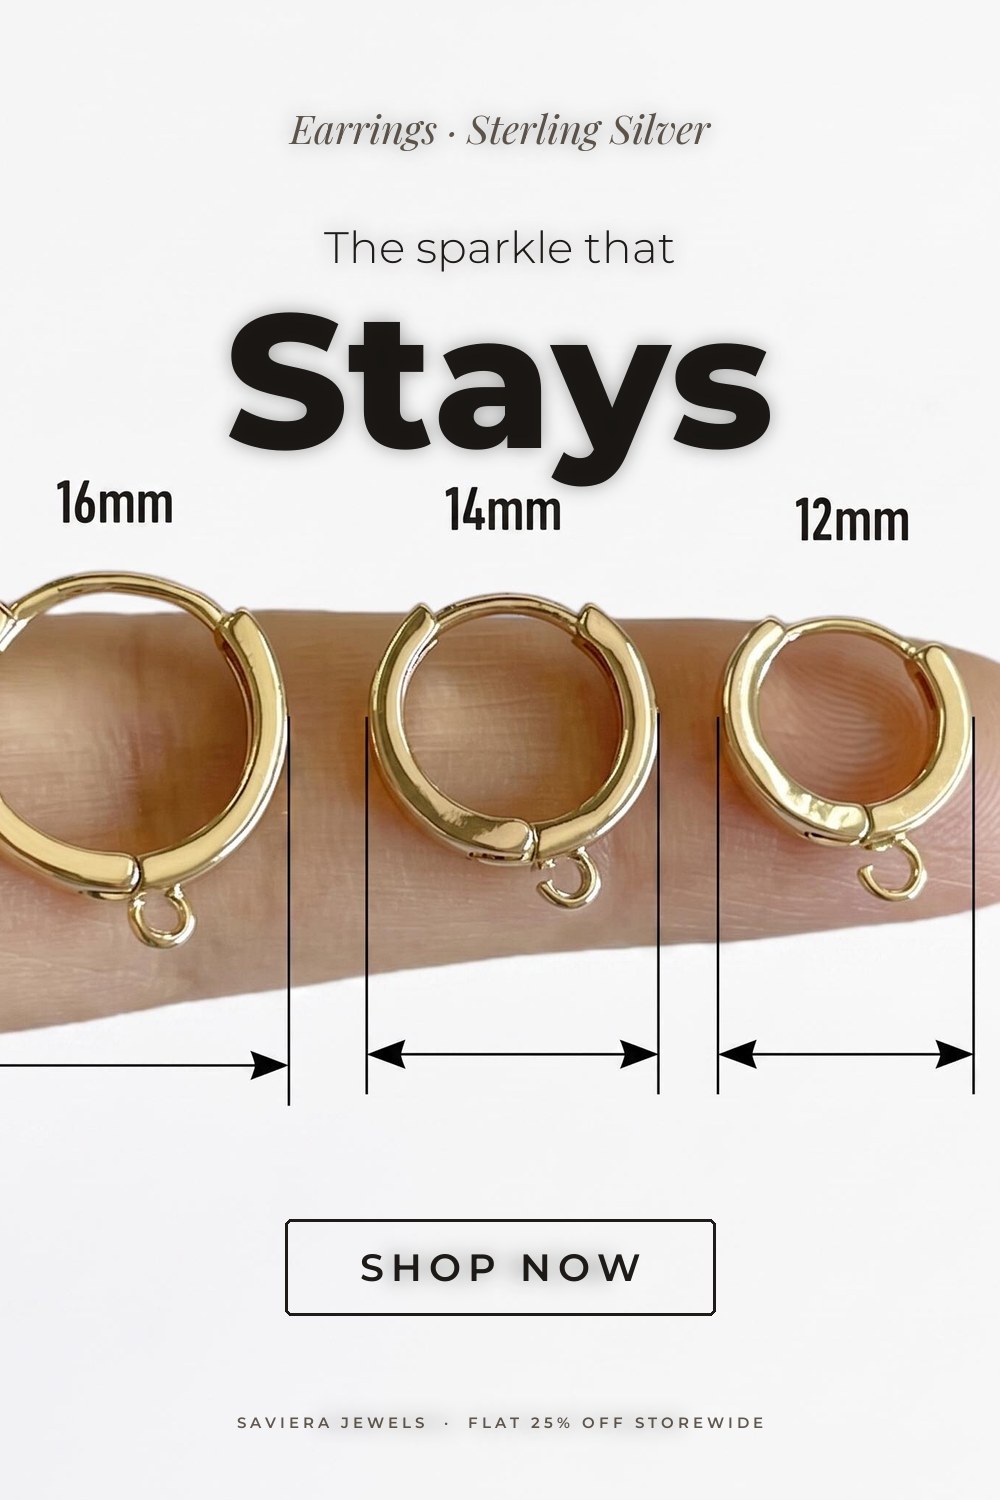 Earrings · Sterling Silver
The sparkle that
Stays
16mm
14mm
12mm
SHOP NOW
SAVIERA JEWELS · FLAT 25% OFF STOREWIDE